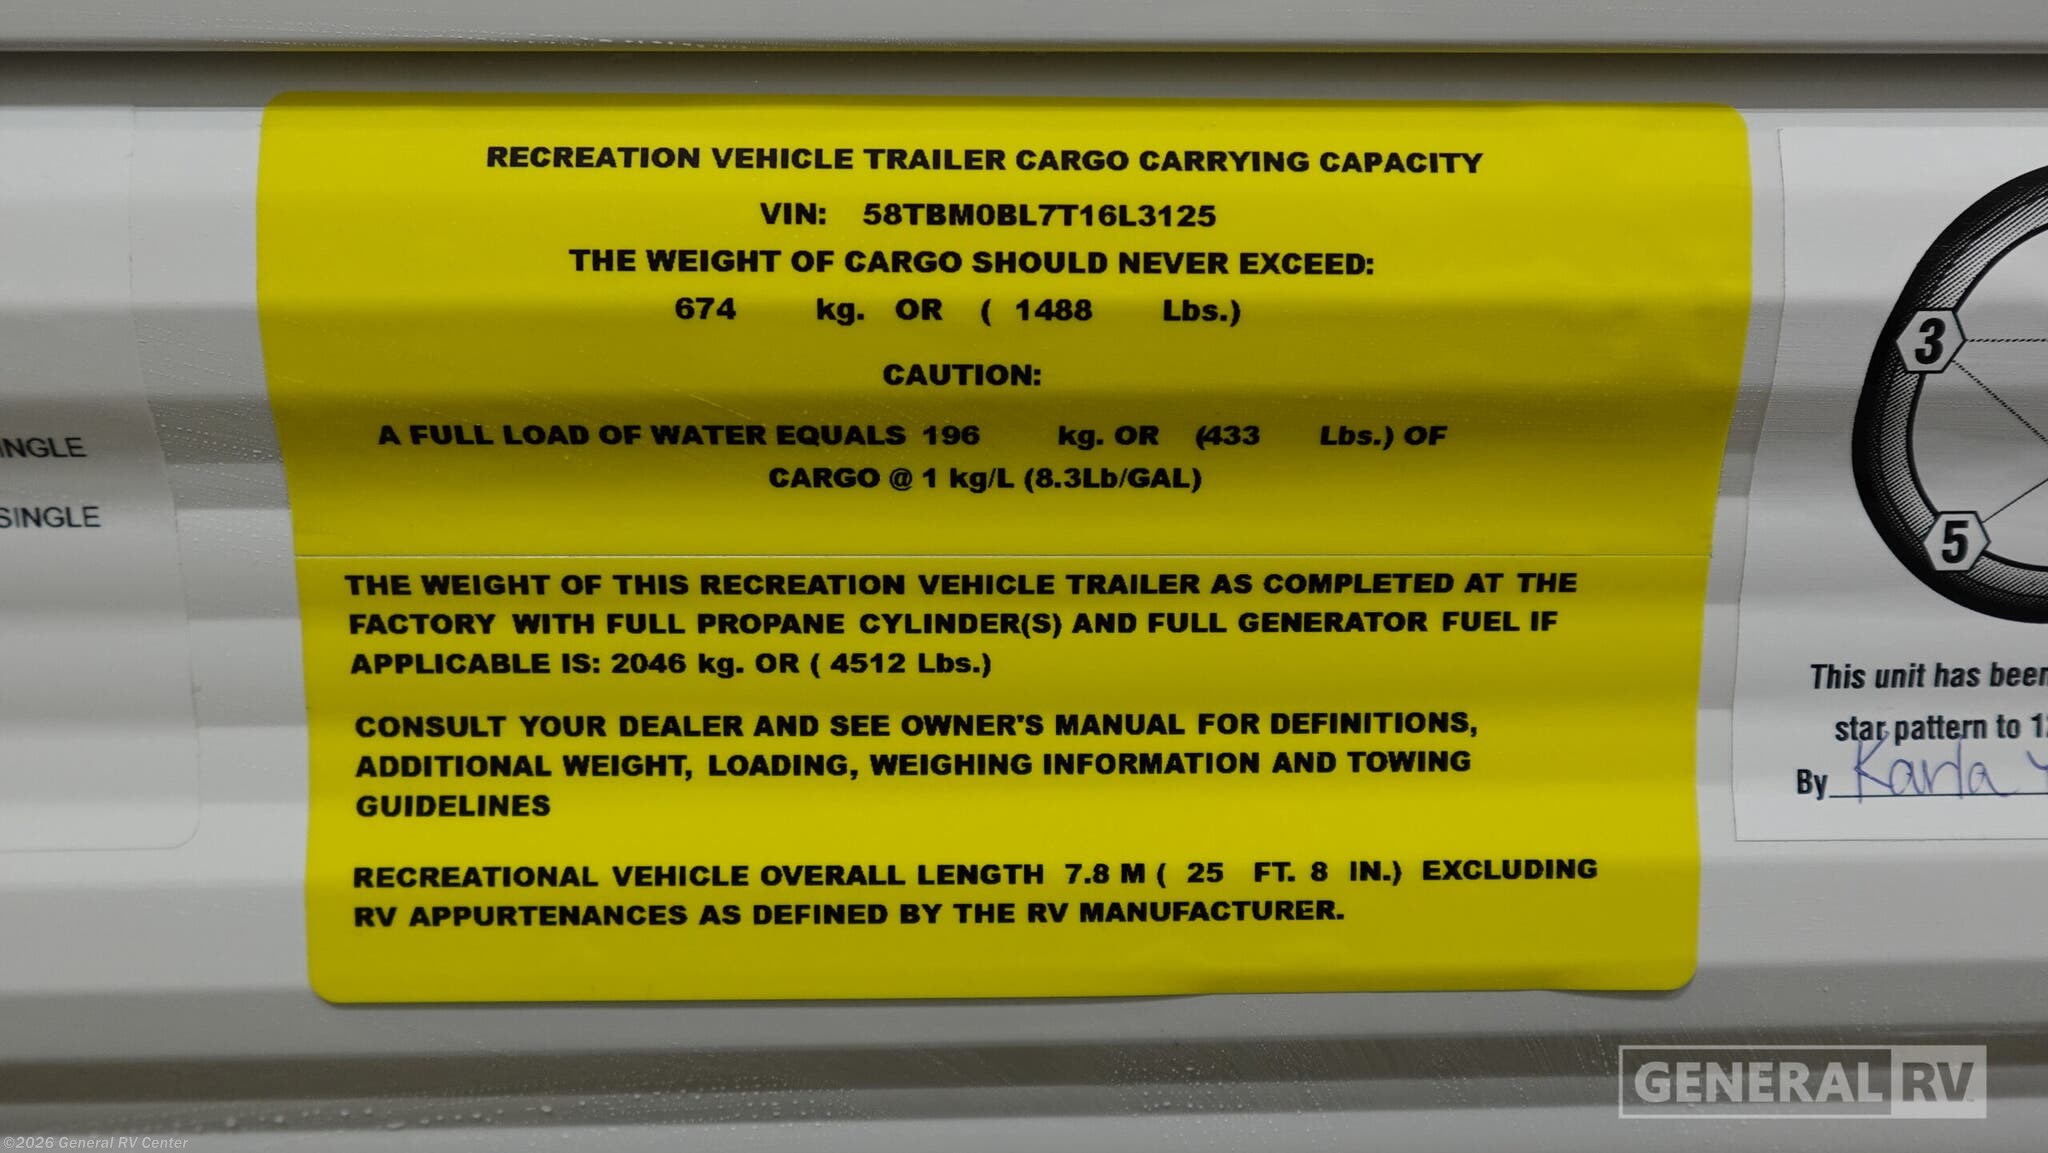 RECREATION VEHICLE TRAILER CARGO CARRYING CAPACITY
VIN: 58TBM0BL7T16L3125
THE WEIGHT OF CARGO SHOULD NEVER EXCEED:
674 kg. OR ( 1488 Lbs.)
CAUTION:
A FULL LOAD OF WATER EQUALS 196 kg. OR (433 Lbs.) OF
CARGO @ 1 kg/L (8.3Lb/GAL)
THE WEIGHT OF THIS RECREATION VEHICLE TRAILER AS COMPLETED AT THE
FACTORY WITH FULL PROPANE CYLINDER(S) AND FULL GENERATOR FUEL IF
APPLICABLE IS: 2046 kg. OR ( 4512 Lbs.)
CONSULT YOUR DEALER AND SEE OWNER'S MANUAL FOR DEFINITIONS,
ADDITIONAL WEIGHT, LOADING, WEIGHING INFORMATION AND TOWING
GUIDELINES
RECREATIONAL VEHICLE OVERALL LENGTH 7.8 M ( 25 FT. 8 IN.) EXCLUDING
RV APPURTENANCES AS DEFINED BY THE RV MANUFACTURER.
INGLE
SINGLE
3
5
This unit has been
star pattern to
By Karla
GENERAL RV
©2026 General RV Center